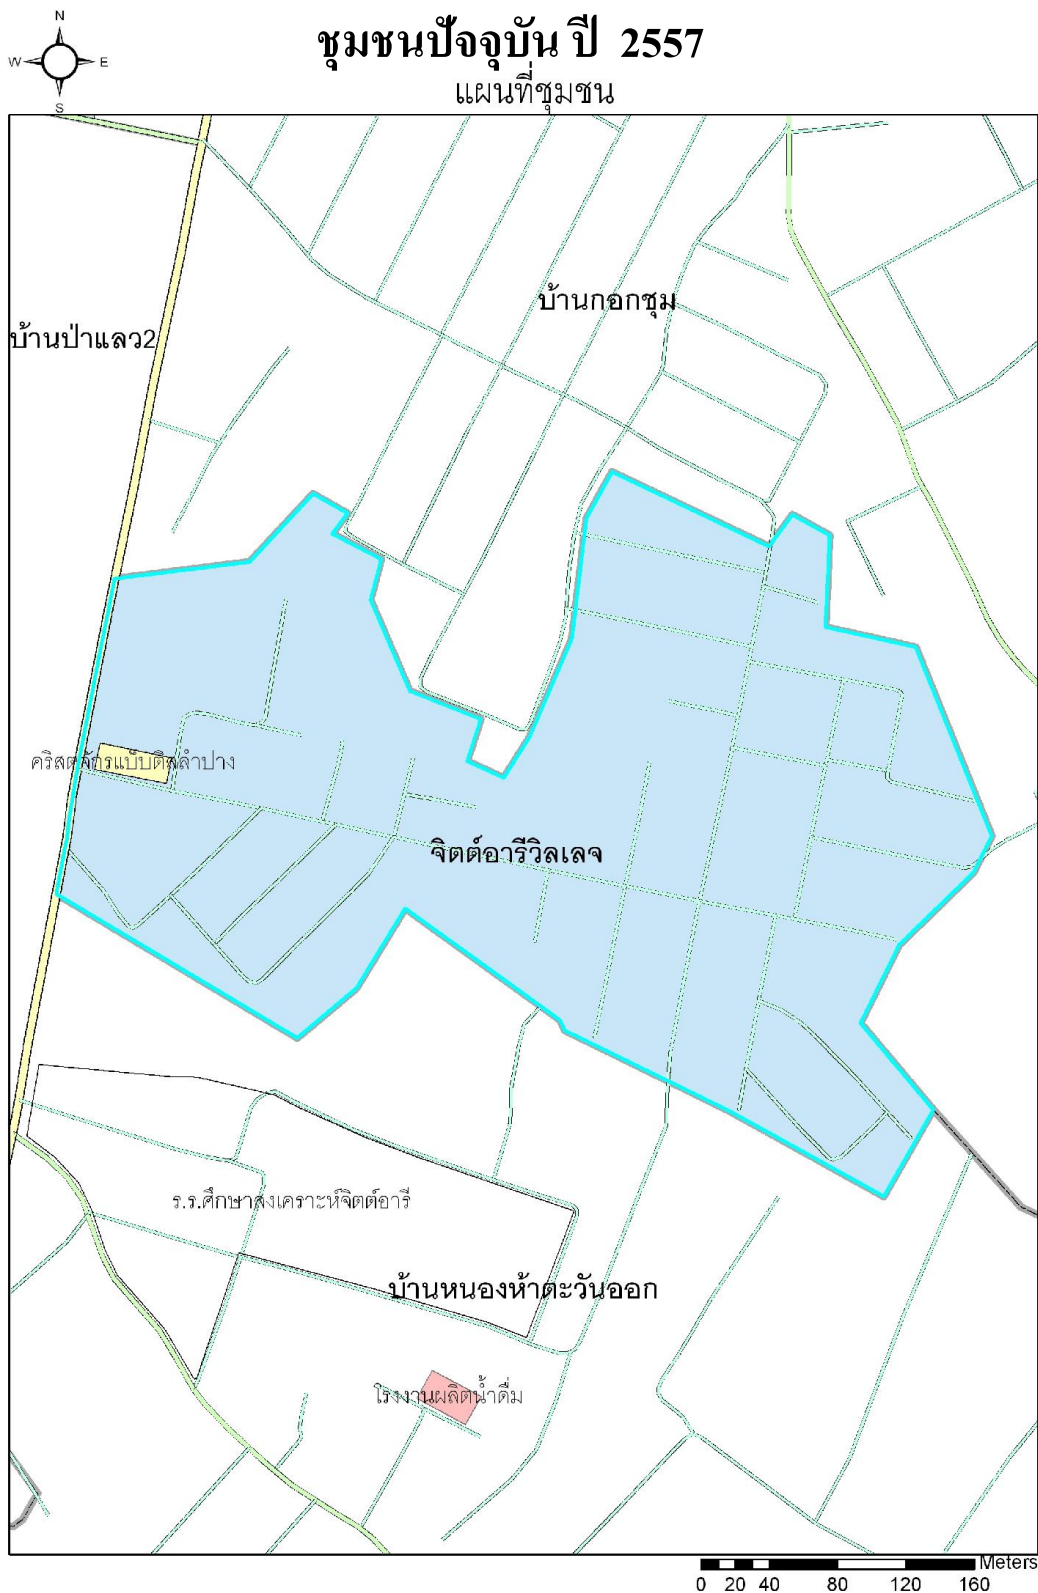 N
W E
S
ชุมชนปัจจุบัน ปี 2557
แผนที่ชุมชน
บ้านกอกชุม
บ้านป่าแลว2
คริสตจักรแบ๊บติสลำปาง
จิตต์อารีวิลเลจ
ร.ร.ศึกษาสงเคราะห์จิตต์อารี
บ้านหนองห้าตะวันออก
โรงงานผลิตน้ำดื่ม
Meters
0 20 40 80 120 160